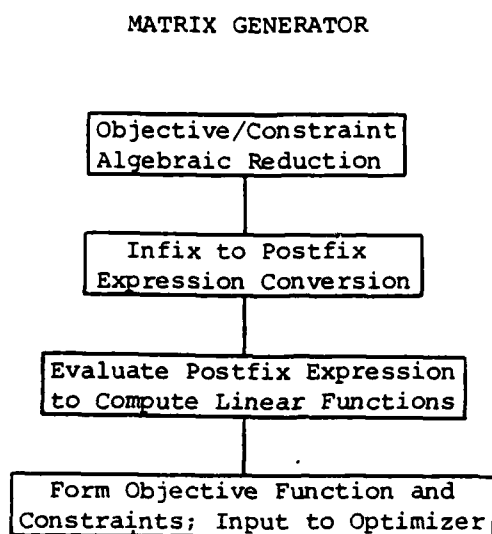 MATRIX GENERATOR
Objective/Constraint
Algebraic Reduction
Infix to Postfix
Expression Conversion
Evaluate Postfix Expression
to Compute Linear Functions
Form Objective Function and
Constraints; Input to Optimizer